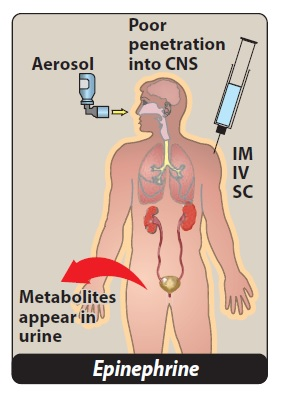 Poor
penetration
into CNS
Aerosol
IM
IV
SC
Metabolites
appear in
urine
Epinephrine